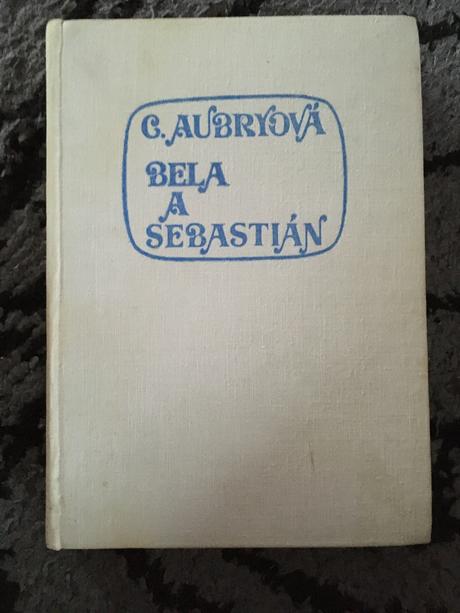 C. AUBRYOVÁ
BELA
A
SEBASTIÁN